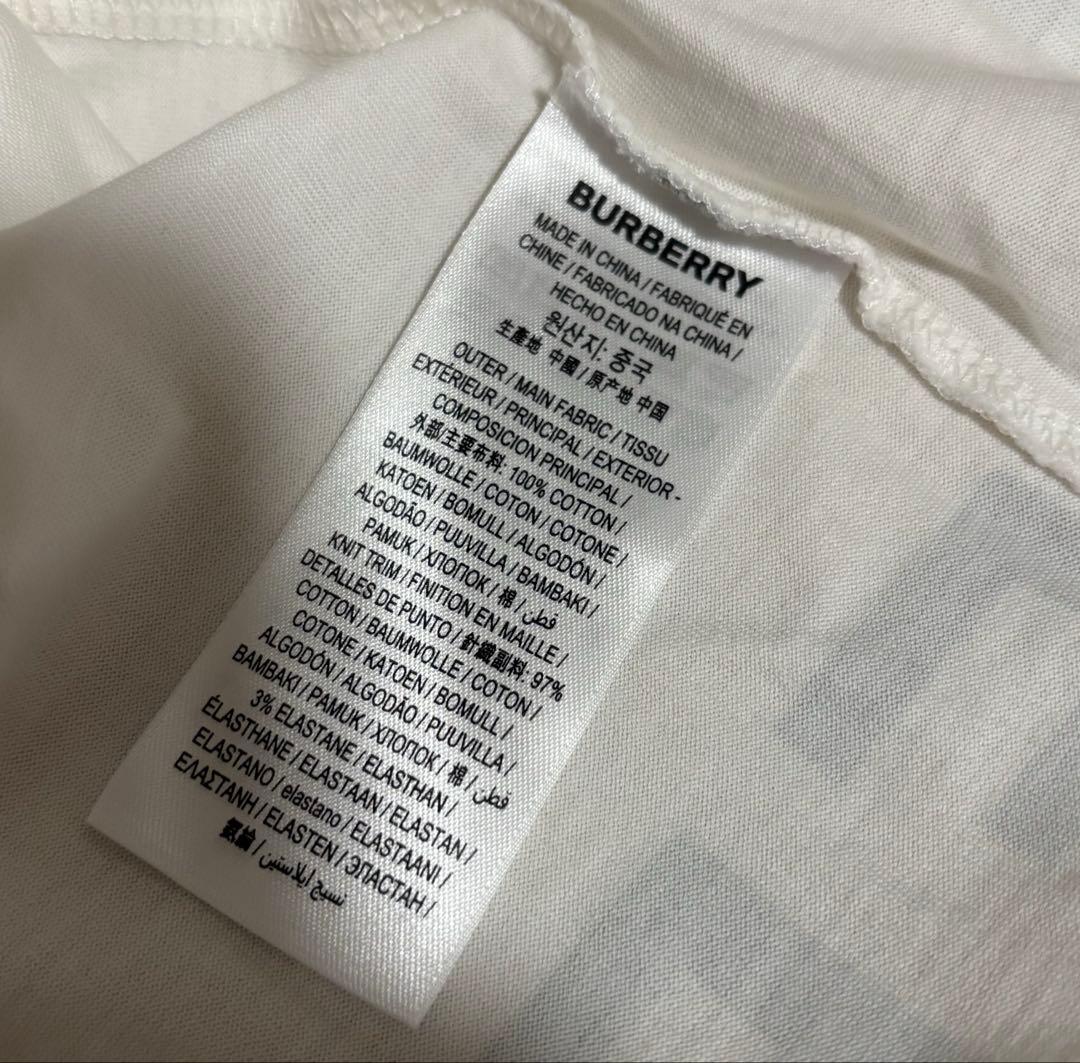 BURBERRY
MADE IN CHINA / FABRIQUÉ EN
CHINE / FABRICADO NA CHINA /
HECHO EN CHINA
원산지: 중국
生產地 中國 / 原产地 中国
OUTER / MAIN FABRIC / TISSU
EXTÉRIEUR / PRINCIPAL / EXTERIOR -
COMPOSICION PRINCIPAL /
外部/主要布料: 100% COTTON /
BAUMWOLLE / COTON / COTONE /
KATOEN / BOMULL / ALGODÓN /
ALGODÃO / PUUVILLA / BAMBAKI /
PAMUK / ХЛОПОК / 棉 / قطن
KNIT TRIM / FINITION EN MAILLE /
DETALLES DE PUNTO / 針織副料: 97%
COTTON / BAUMWOLLE / COTON /
COTONE / KATOEN / BOMULL /
ALGODÓN / ALGODÃO / PUUVILLA /
BAMBAKI / PAMUK / ХЛОПОК / 棉 / قطن
3% ELASTANE / ELASTHAN /
ÉLASTHANE / ELASTAAN / ELASTAN /
ELASTANO / elastano / ELASTAANI /
ΕΛΑΣΤΑΝΗ / ELASTEN / ЭЛАСТАН /
氨綸 / نسيج إيلاستين